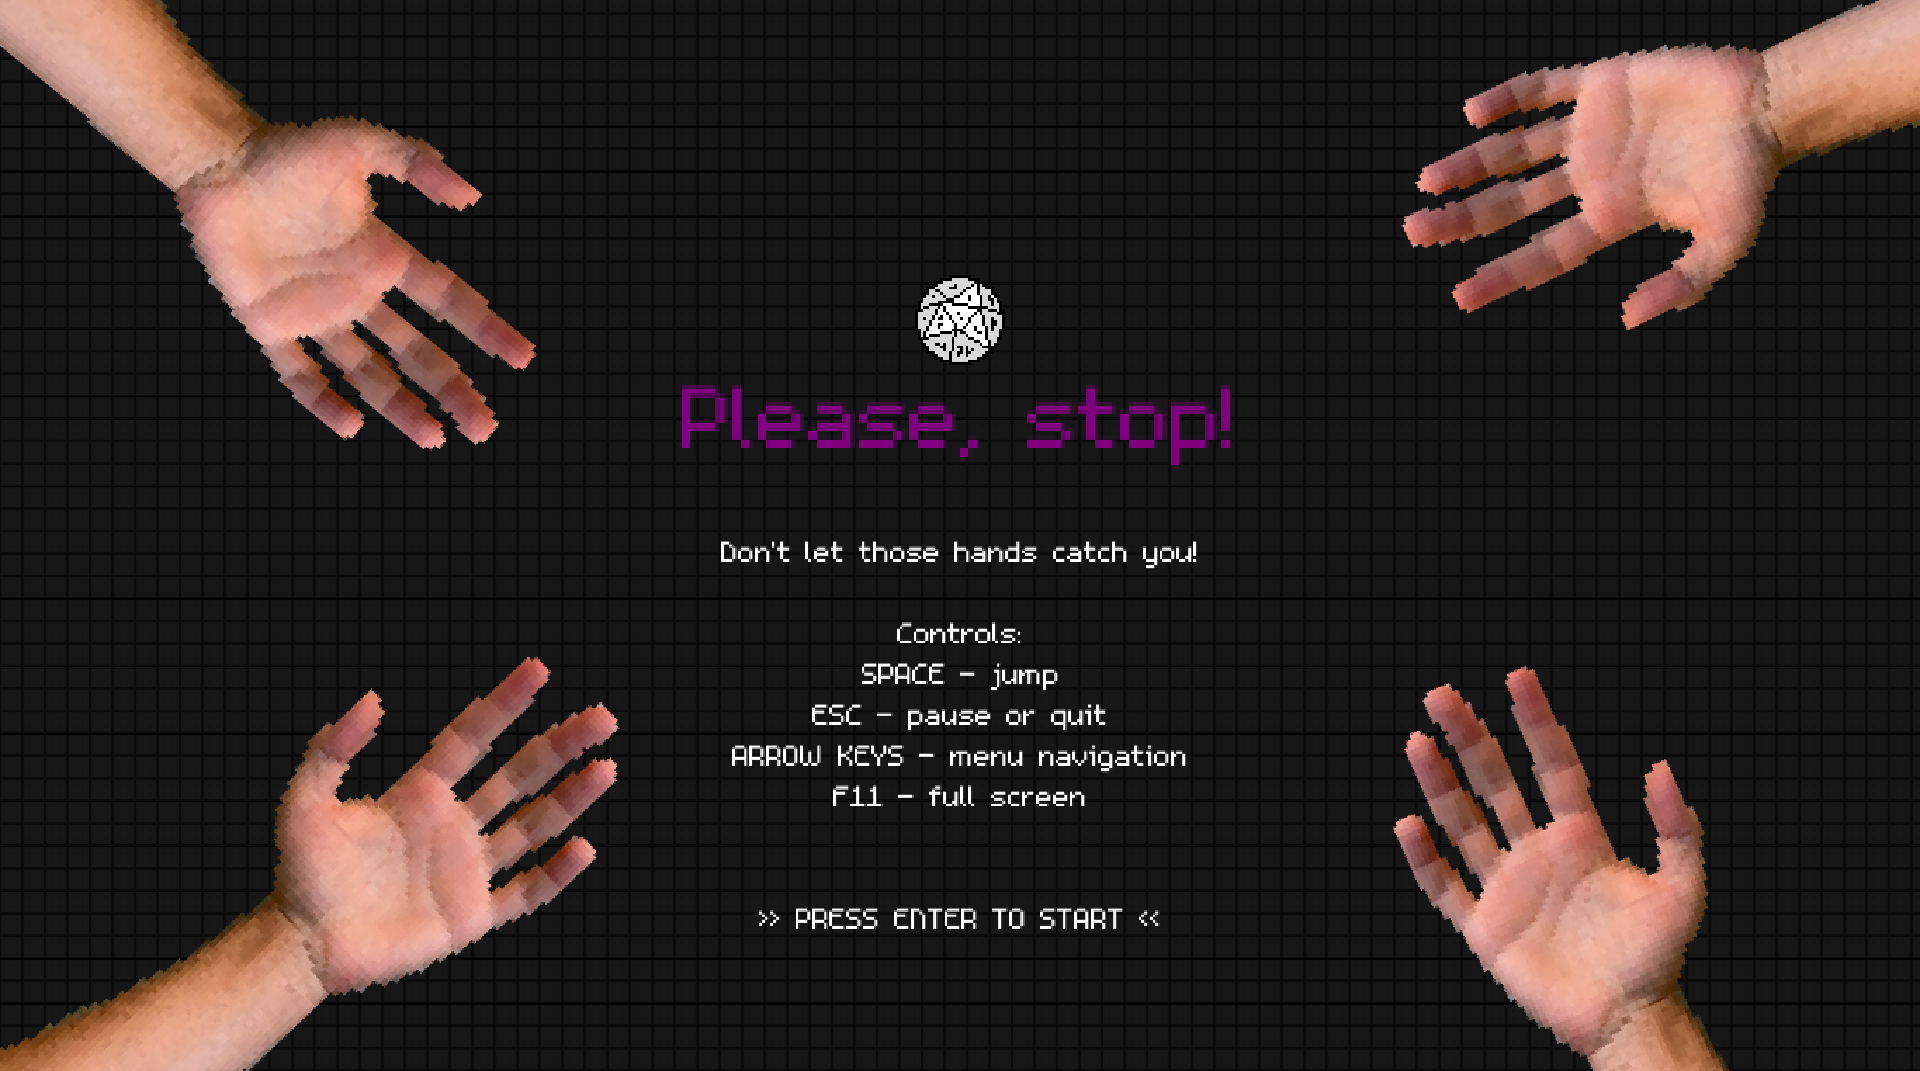 Please, stop!
Don't let those hands catch you!
Controls:
SPACE - jump
ESC - pause or quit
ARROW KEYS - menu navigation
F11 - full screen
>> PRESS ENTER TO START <<